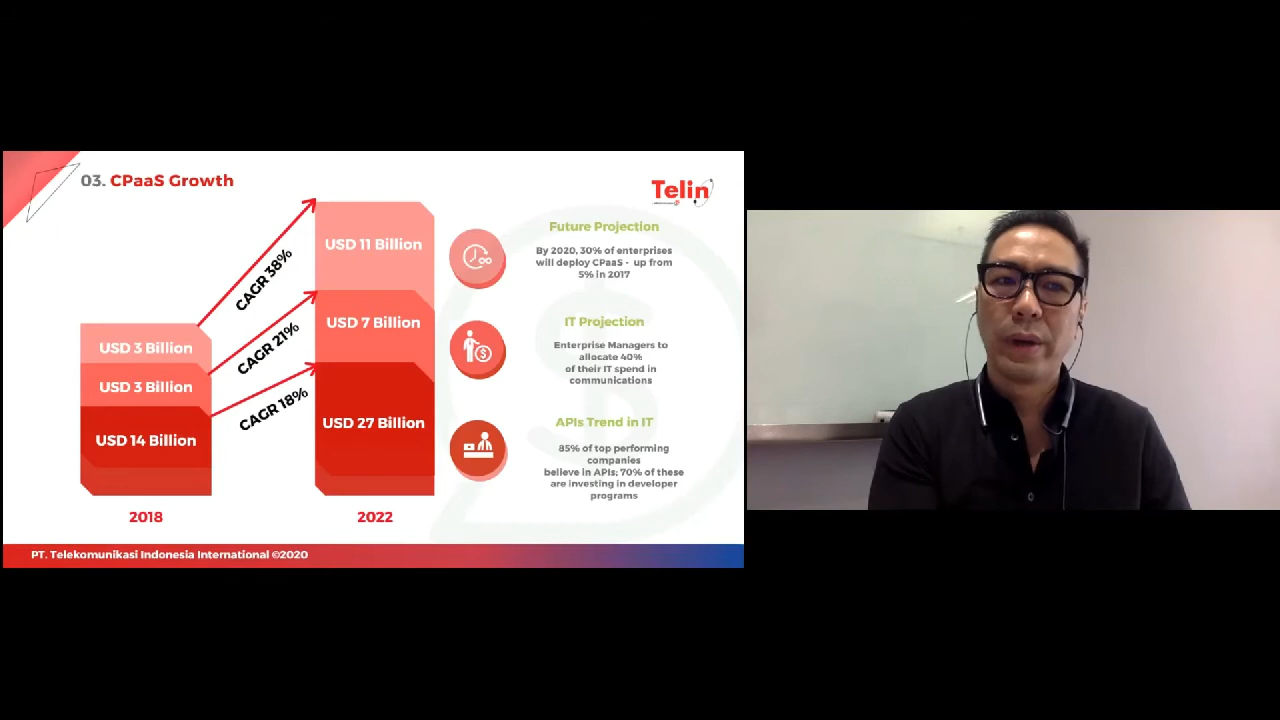 03. CPaaS Growth
Telin
USD 3 Billion
USD 3 Billion
USD 14 Billion
2018
CAGR 38%
CAGR 21%
CAGR 18%
USD 11 Billion
USD 7 Billion
USD 27 Billion
2022
Future Projection
By 2020, 30% of enterprises
will deploy CPaaS - up from
5% in 2017
IT Projection
Enterprise Managers to
allocate 40%
of their IT spend in
communications
APIs Trend in IT
85% of top performing
companies
believe in APIs; 70% of these
are investing in developer
programs
PT. Telekomunikasi Indonesia International ©2020